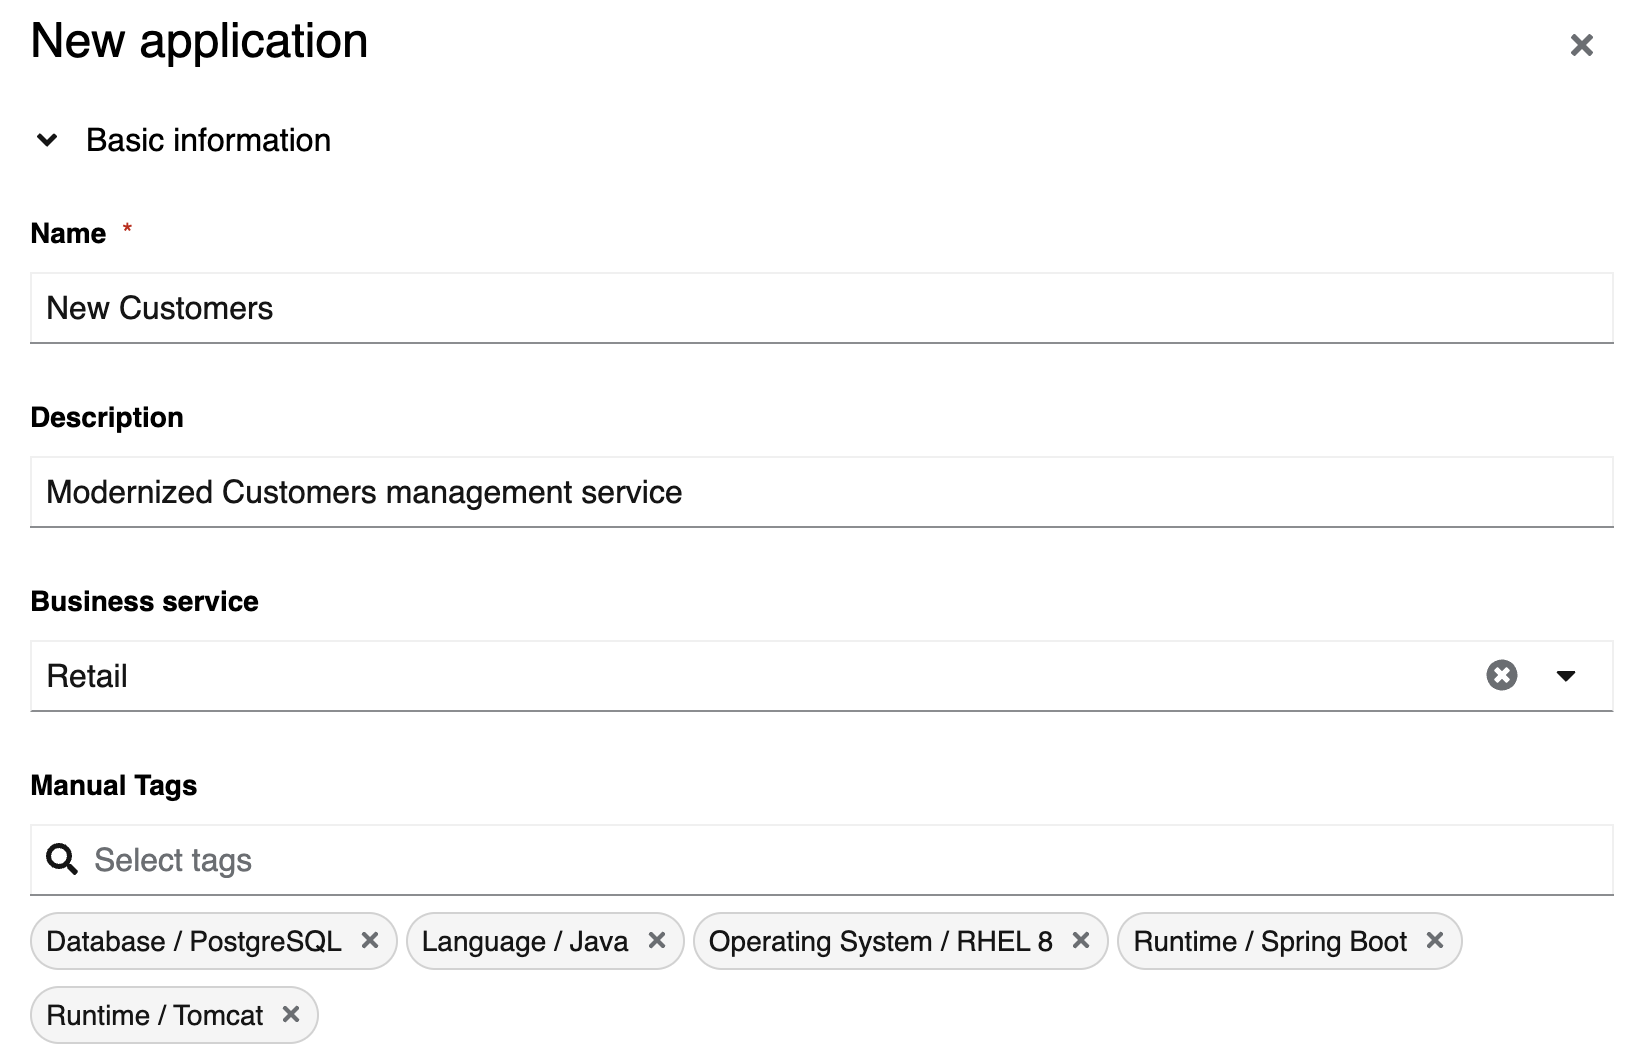 New application
Basic information
Name *
New Customers
Description
Modernized Customers management service
Business service
Retail
Manual Tags
Select tags
Database / PostgreSQL Language / Java Operating System / RHEL 8 Runtime / Spring Boot
Runtime / Tomcat